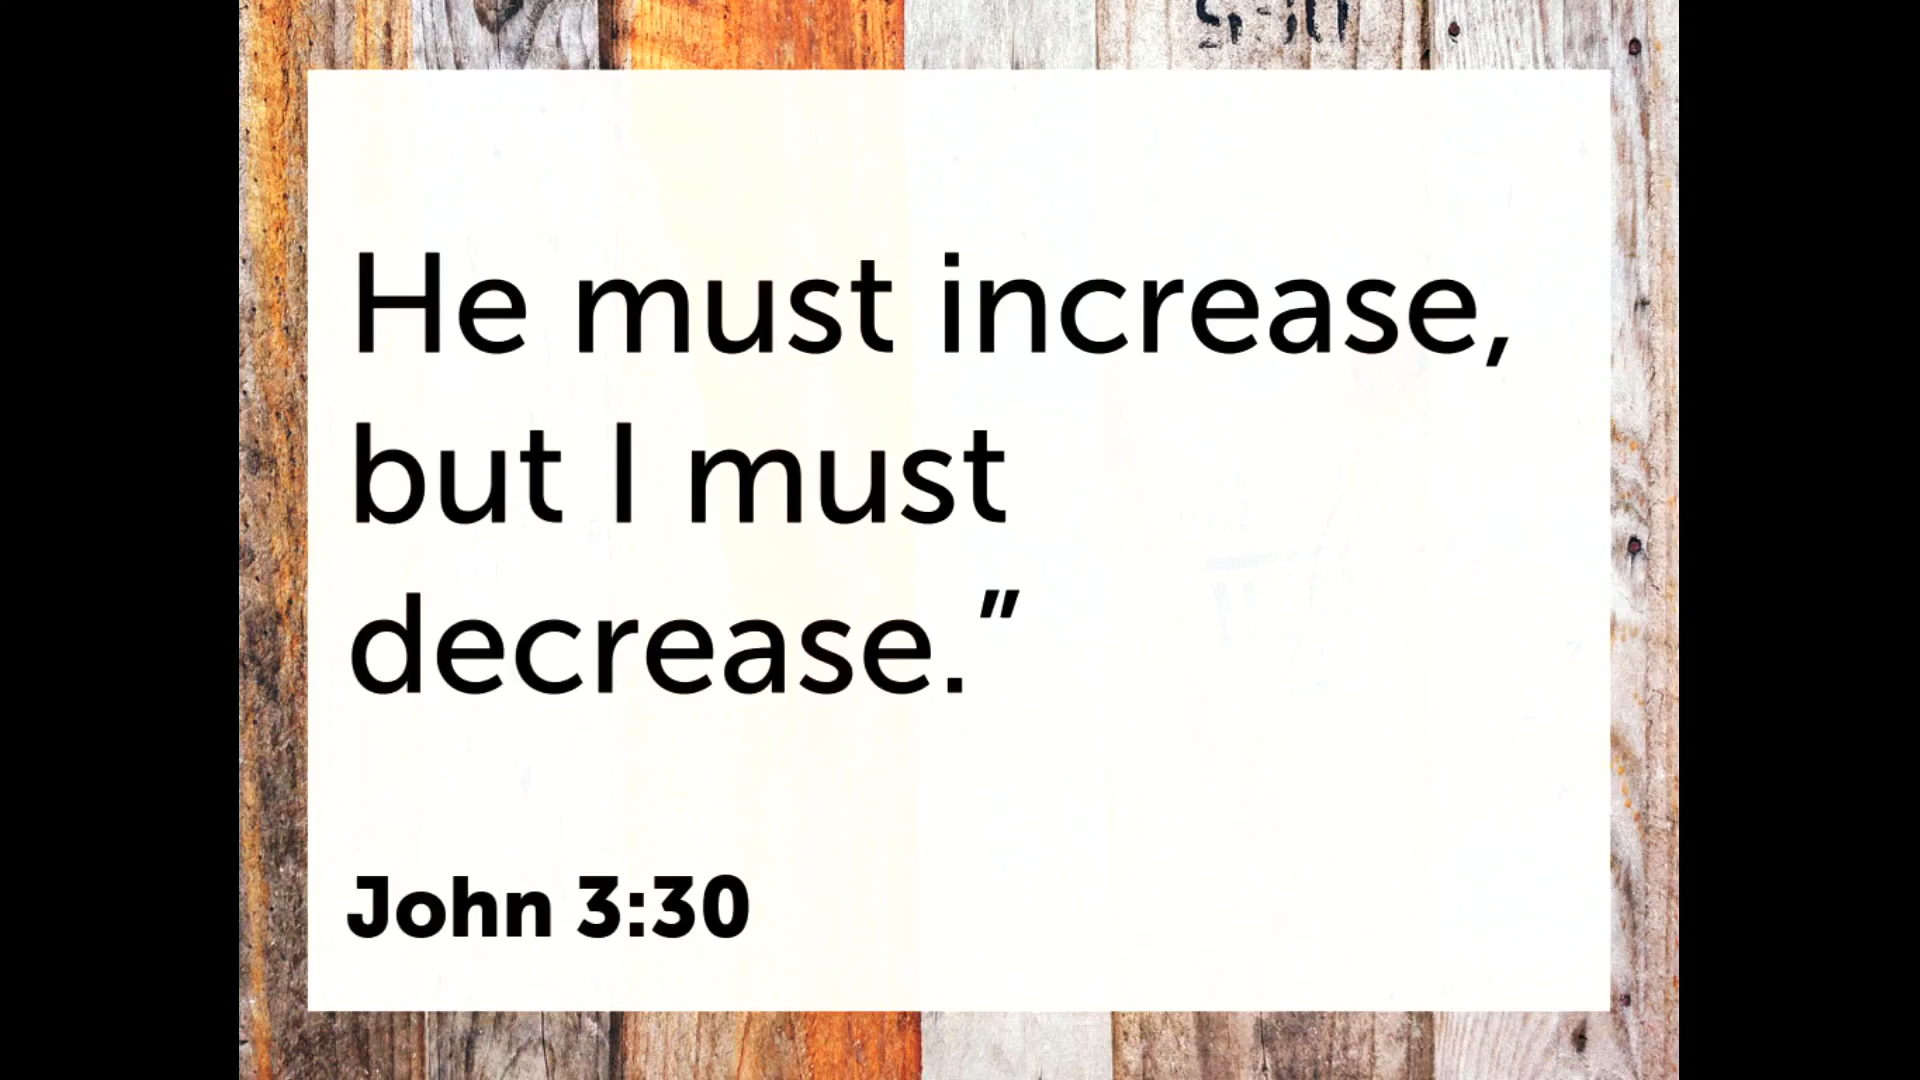 He must increase,
but I must
decrease.”
John 3:30